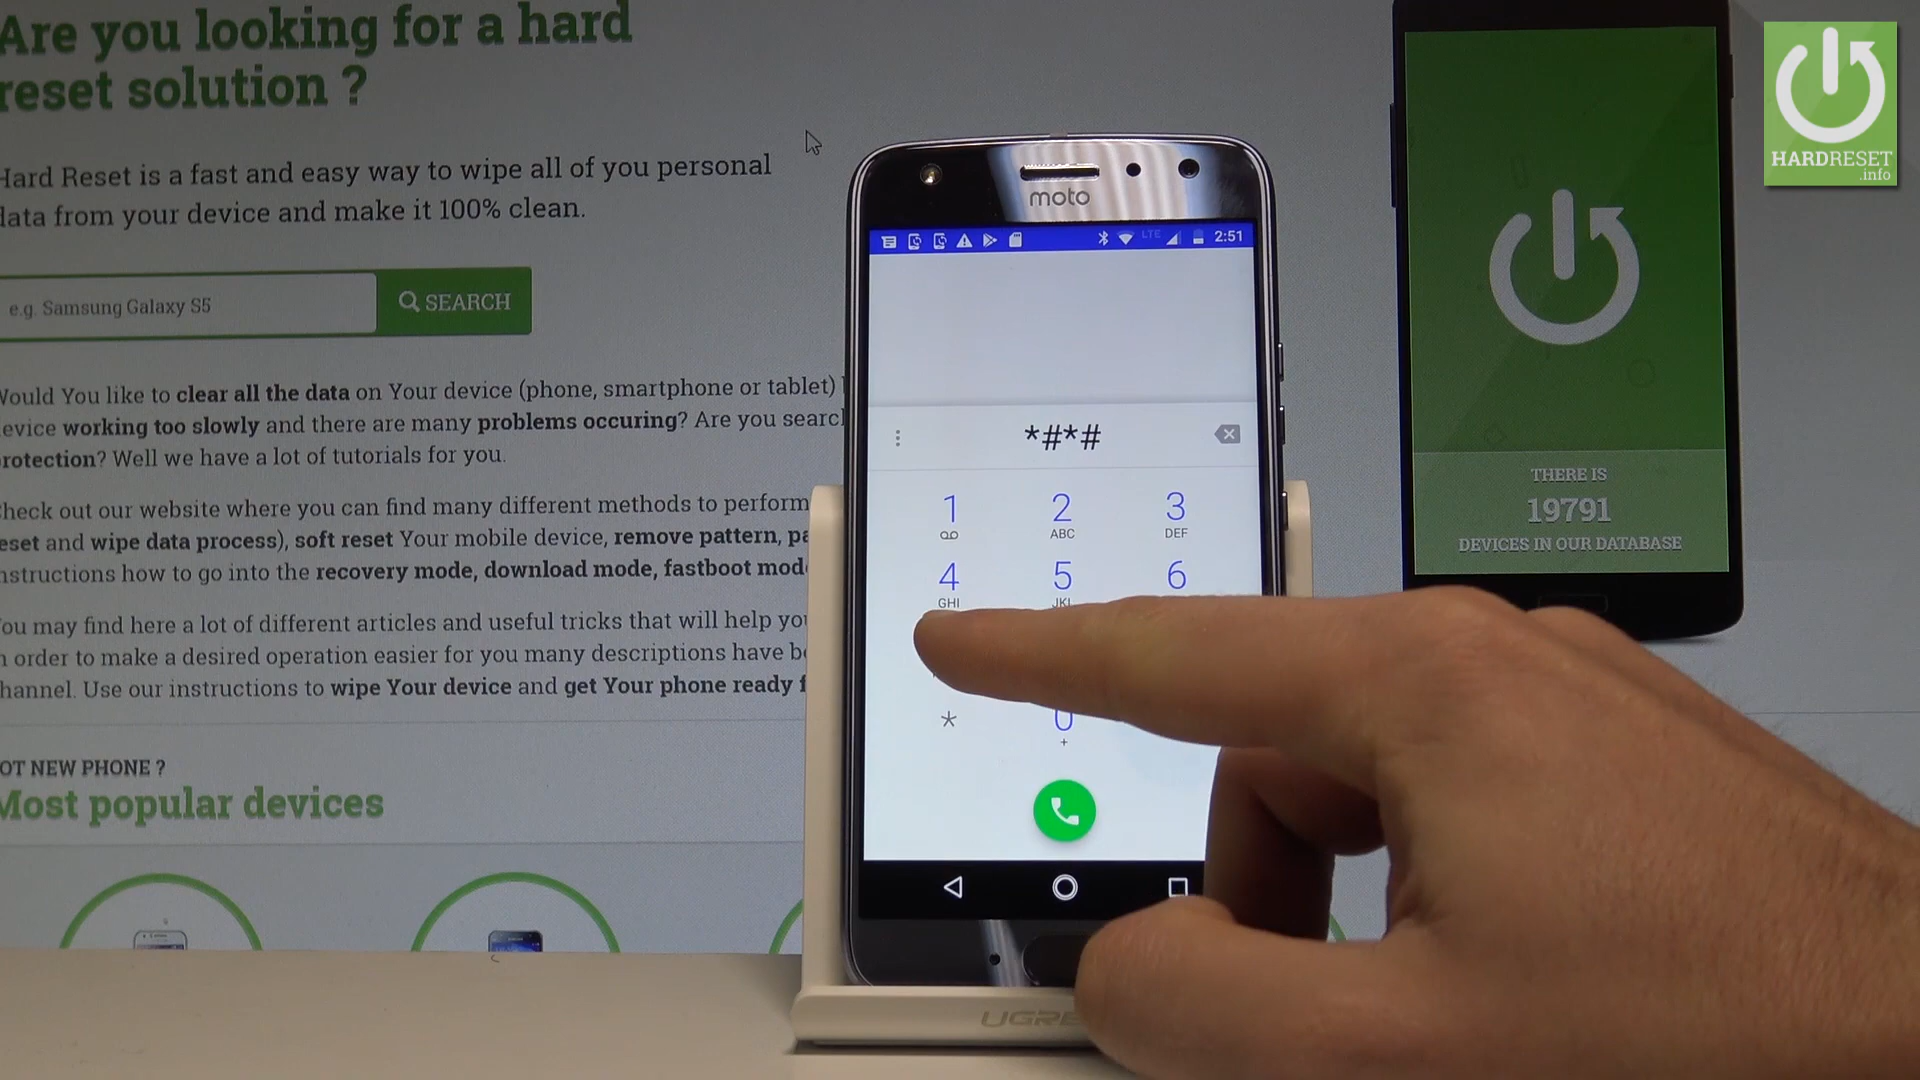 Are you looking for a hard
reset solution ?
Hard Reset is a fast and easy way to wipe all of you personal
data from your device and make it 100% clean.
e.g. Samsung Galaxy S5
SEARCH
Would You like to clear all the data on Your device (phone, smartphone or tablet)
device working too slowly and there are many problems occuring? Are you searc
protection? Well we have a lot of tutorials for you.
Check out our website where you can find many different methods to perform
reset and wipe data process), soft reset Your mobile device, remove pattern, pa
instructions how to go into the recovery mode, download mode, fastboot mod
You may find here a lot of different articles and useful tricks that will help yo
in order to make a desired operation easier for you many descriptions have b
channel. Use our instructions to wipe Your device and get Your phone ready f
OT NEW PHONE ?
Most popular devices
moto
LTE
2:51
*#*#
1
2
ABC
3
DEF
4
GHI
5
JKL
6
*
0
+
UGRE
THERE IS
19791
DEVICES IN OUR DATABASE
HARDRESET
.info